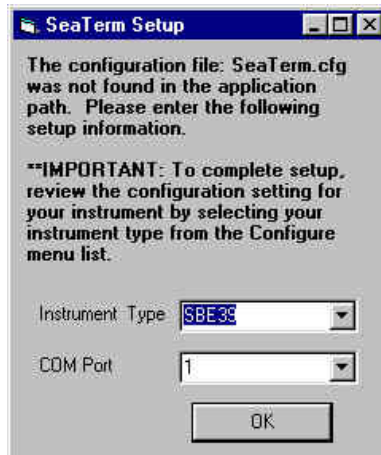 SeaTerm Setup
The configuration file: SeaTerm.cfg
was not found in the application
path. Please enter the following
setup information.
**IMPORTANT: To complete setup,
review the configuration setting for
your instrument by selecting your
instrument type from the Configure
menu list.
Instrument Type SBE39
COM Port 1
OK